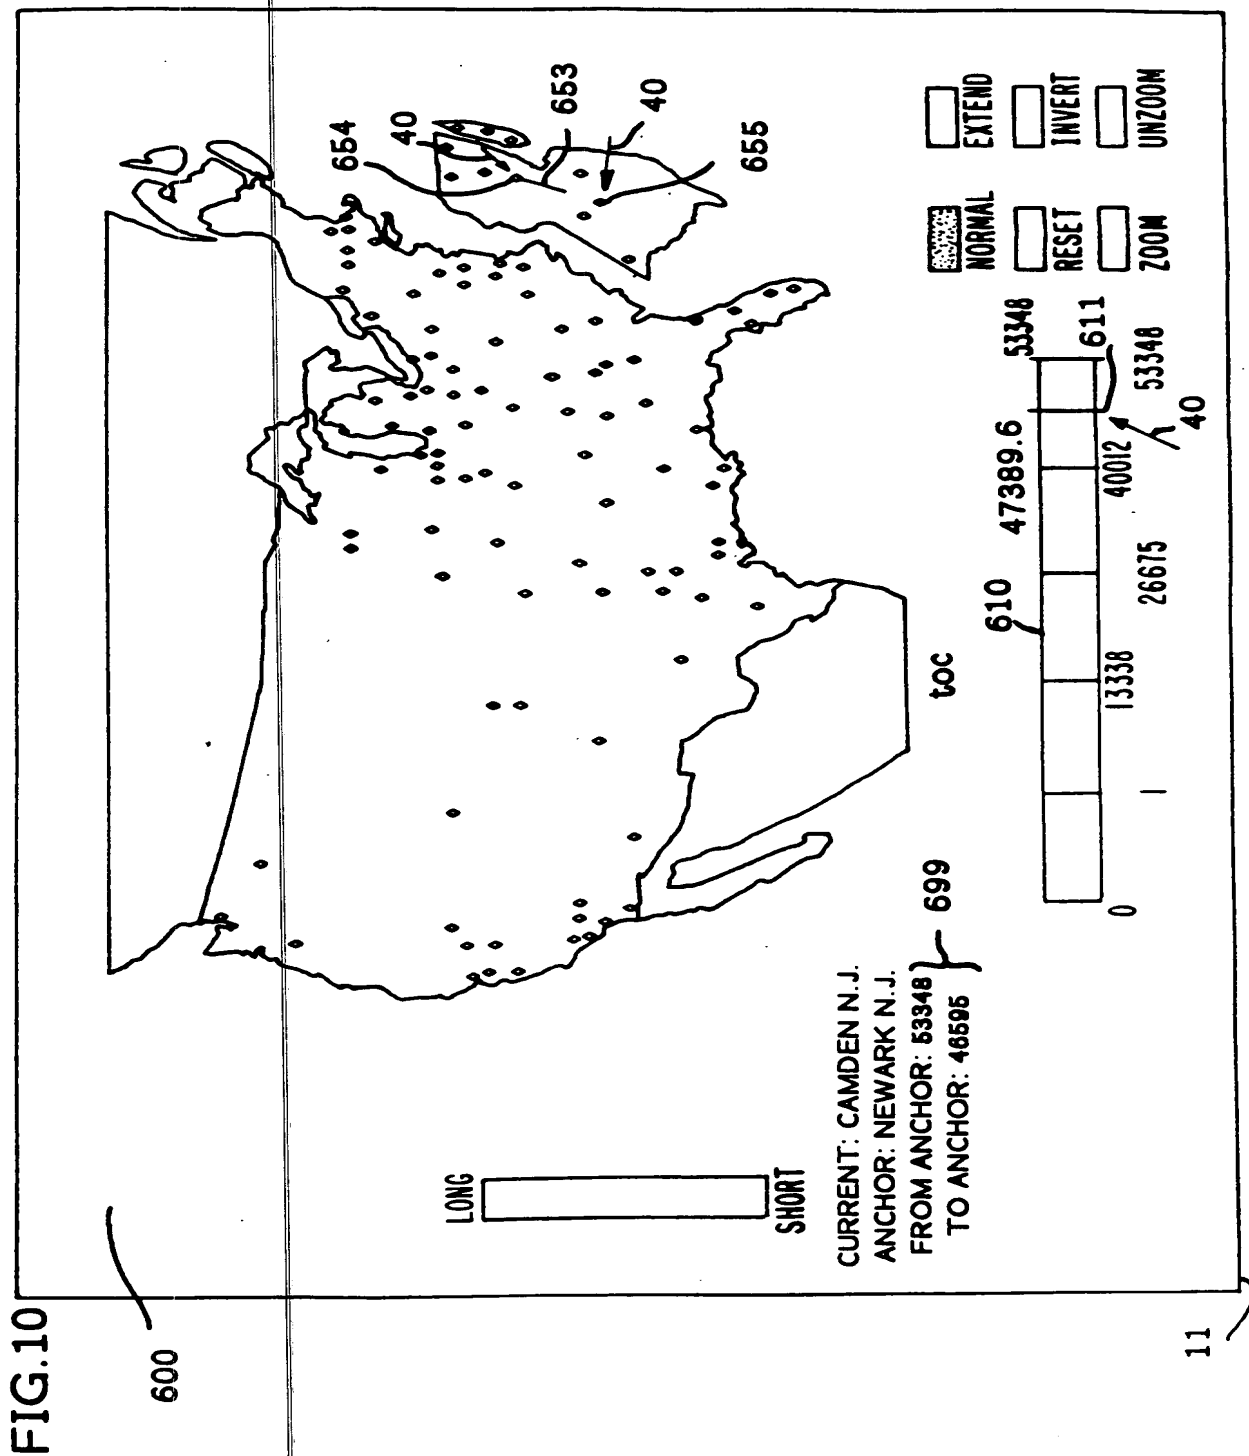 FIG.10
600
11
654
40
653
40
655
LONG
SHORT
CURRENT: CAMDEN N.J.
ANCHOR: NEWARK N.J.
FROM ANCHOR: 53348
TO ANCHOR: 46595
699
toc
610
47389.6
53348
611
0
1
13338
26675
40012
53348
40
NORMAL
EXTEND
RESET
INVERT
ZOOM
UNZOOM